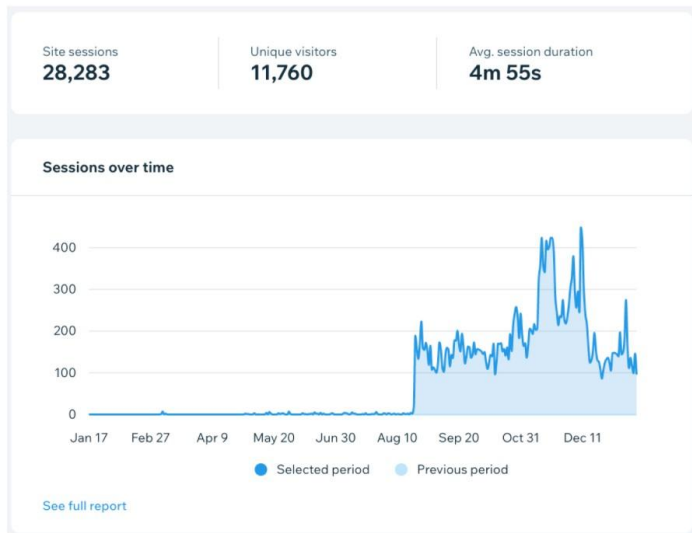 Site sessions Unique visitors Avg. session duration
28,283 11,760 4m 55s
Sessions over time
400
300
200
100
0
Jan 17 Feb 27 Apr 9 May 20 Jun 30 Aug 10 Sep 20 Oct 31 Dec 11
Selected period Previous period
See full report